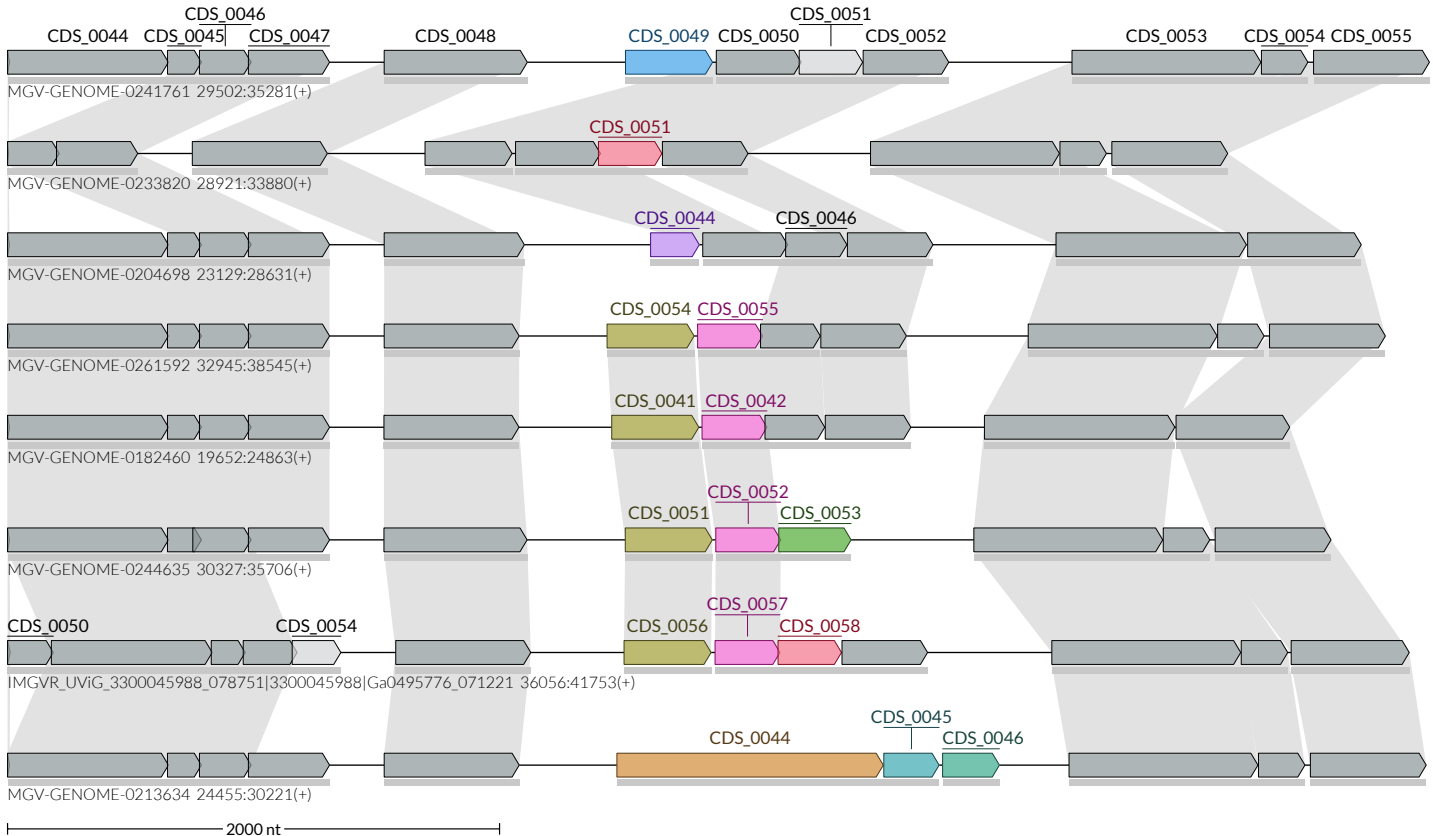 CDS_0046 CDS_0051
CDS_0044 CDS_0045 CDS_0047 CDS_0048 CDS_0049 CDS_0050 CDS_0052 CDS_0053 CDS_0054 CDS_0055
MGV-GENOME-0241761 29502:35281(+)
CDS_0051
MGV-GENOME-0233820 28921:33880(+)
CDS_0044 CDS_0046
MGV-GENOME-0204698 23129:28631(+)
CDS_0054 CDS_0055
MGV-GENOME-0261592 32945:38545(+)
CDS_0041 CDS_0042
MGV-GENOME-0182460 19652:24863(+)
CDS_0052
CDS_0051 CDS_0053
MGV-GENOME-0244635 30327:35706(+)
CDS_0057
CDS_0050 CDS_0054 CDS_0056 CDS_0058
IMGVR_UViG_3300045988_078751|3300045988|Ga0495776_071221 36056:41753(+)
CDS_0045
CDS_0044 CDS_0046
MGV-GENOME-0213634 24455:30221(+)
2000 nt